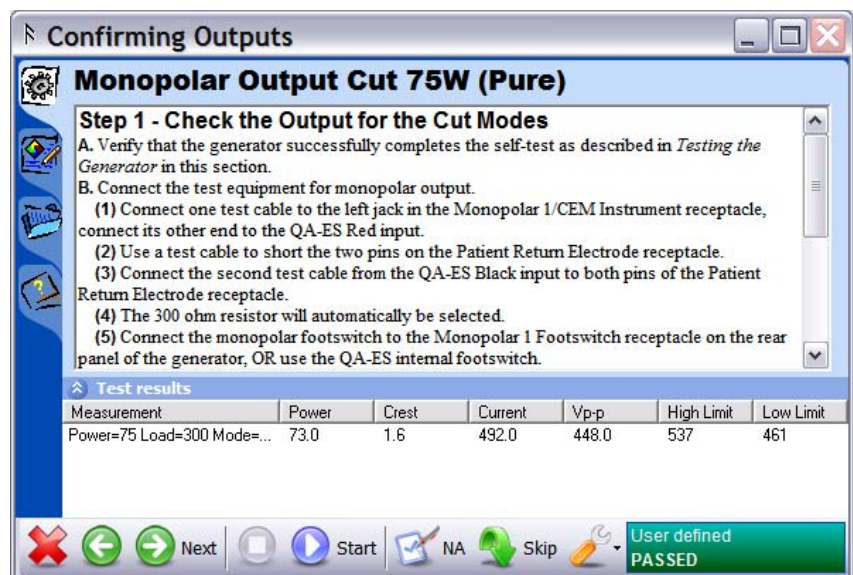 Confirming Outputs
Monopolar Output Cut 75W (Pure)
Step 1 - Check the Output for the Cut Modes
A. Verify that the generator successfully completes the self-test as described in Testing the
Generator in this section.
B. Connect the test equipment for monopolar output.
(1) Connect one test cable to the left jack in the Monopolar 1/CEM Instrument receptacle,
connect its other end to the QA-ES Red input.
(2) Use a test cable to short the two pins on the Patient Return Electrode receptacle.
(3) Connect the second test cable from the QA-ES Black input to both pins of the Patient
Return Electrode receptacle.
(4) The 300 ohm resistor will automatically be selected.
(5) Connect the monopolar footswitch to the Monopolar 1 Footswitch receptacle on the rear
panel of the generator, OR use the QA-ES internal footswitch.
Test results
Measurement Power Crest Current Vp-p High Limit Low Limit
Power=75 Load=300 Mode=... 73.0 1.6 492.0 448.0 537 461
Next Start NA Skip User defined
PASSED